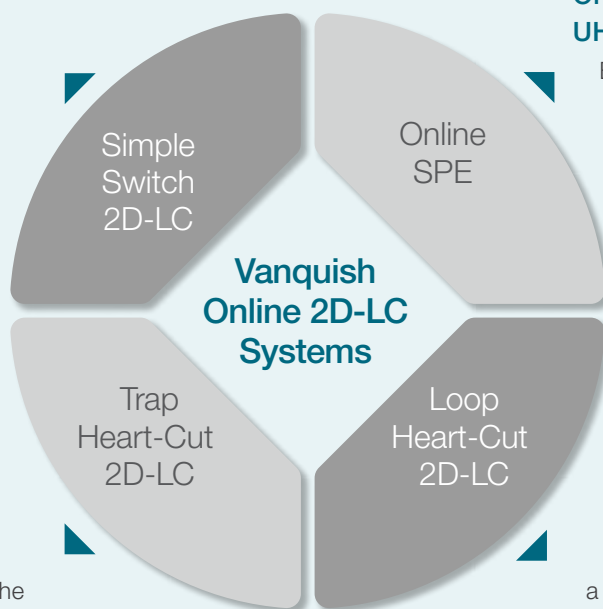 UH
E
Simple
Switch
2D-LC
Online
SPE
Vanquish
Online 2D-LC
Systems
Trap
Heart-Cut
2D-LC
Loop
Heart-Cut
2D-LC
he
a